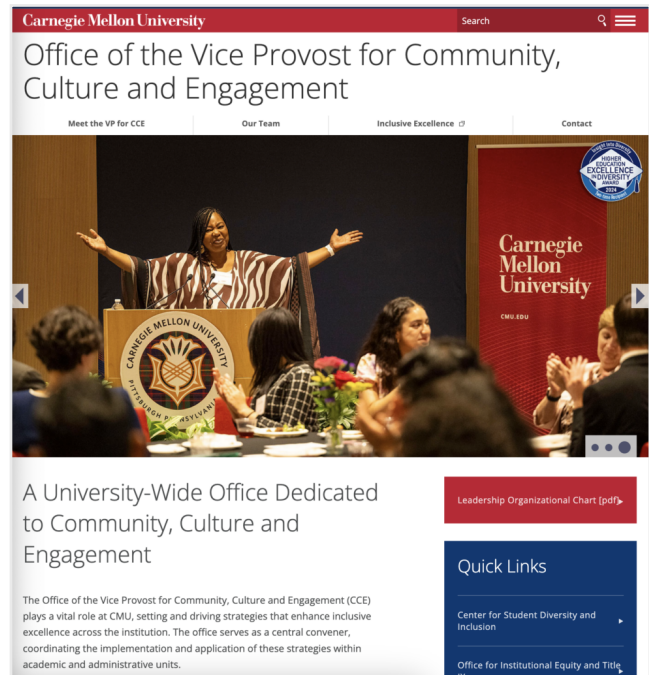 Carnegie Mellon University
Search
Office of the Vice Provost for Community,
Culture and Engagement
Meet the VP for CCE
Our Team
Inclusive Excellence
Contact
Insight Into Diversity
HIGHER
EDUCATION
EXCELLENCE
IN DIVERSITY
AWARD
2024
Carnegie
Mellon
University
CMU.EDU
CARNEGIE MELLON UNIVERSITY
PITTSBURGH
A University-Wide Office Dedicated
to Community, Culture and
Engagement
Leadership Organizational Chart [pdf]
The Office of the Vice Provost for Community, Culture and Engagement (CCE)
plays a vital role at CMU, setting and driving strategies that enhance inclusive
excellence across the institution. The office serves as a central convener,
coordinating the implementation and application of these strategies within
academic and administrative units.
Quick Links
Center for Student Diversity and
Inclusion
Office for Institutional Equity and Title